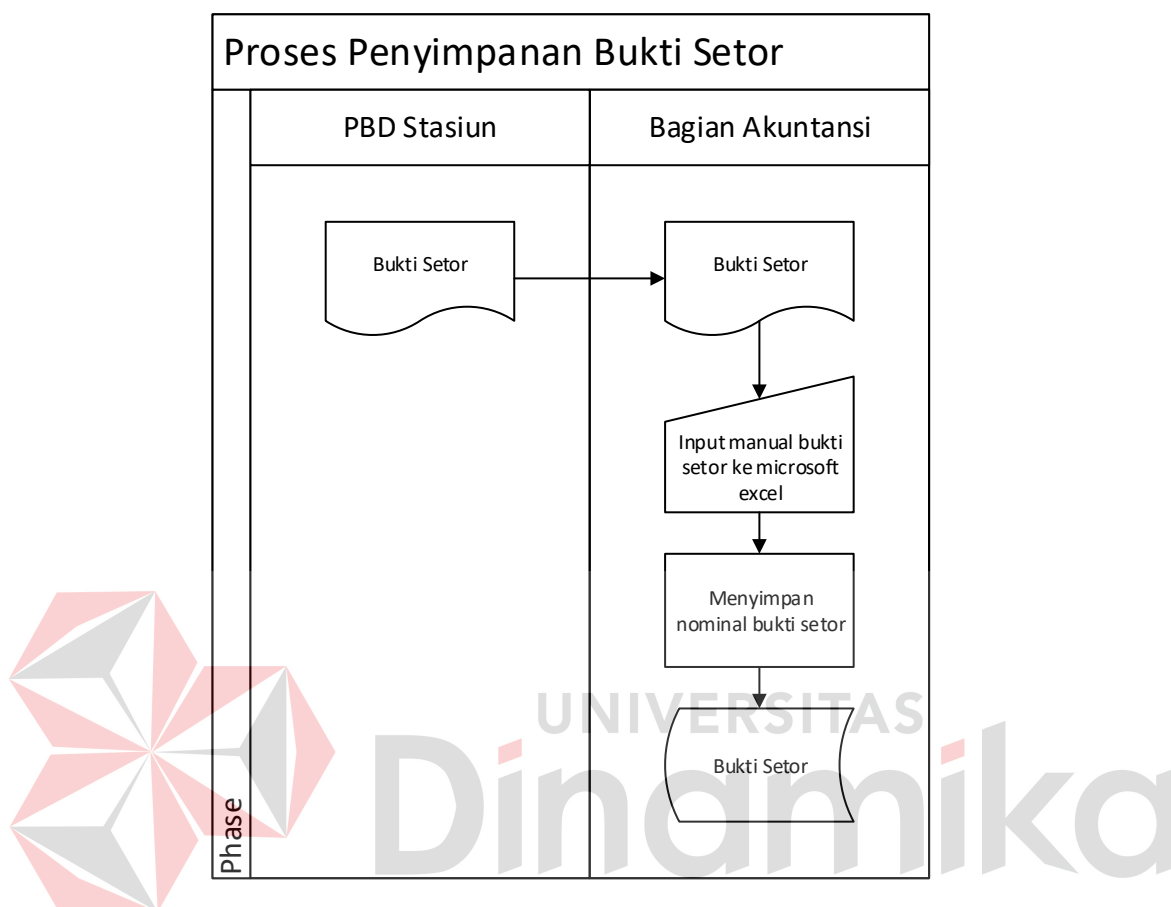 Proses Penyimpanan Bukti Setor
PBD Stasiun
Bagian Akuntansi
Bukti Setor
Bukti Setor
Input manual bukti
setor ke microsoft
excel
Menyimpan
nominal bukti setor
Bukti Setor
Phase
UNIVERSITAS
Dinamika